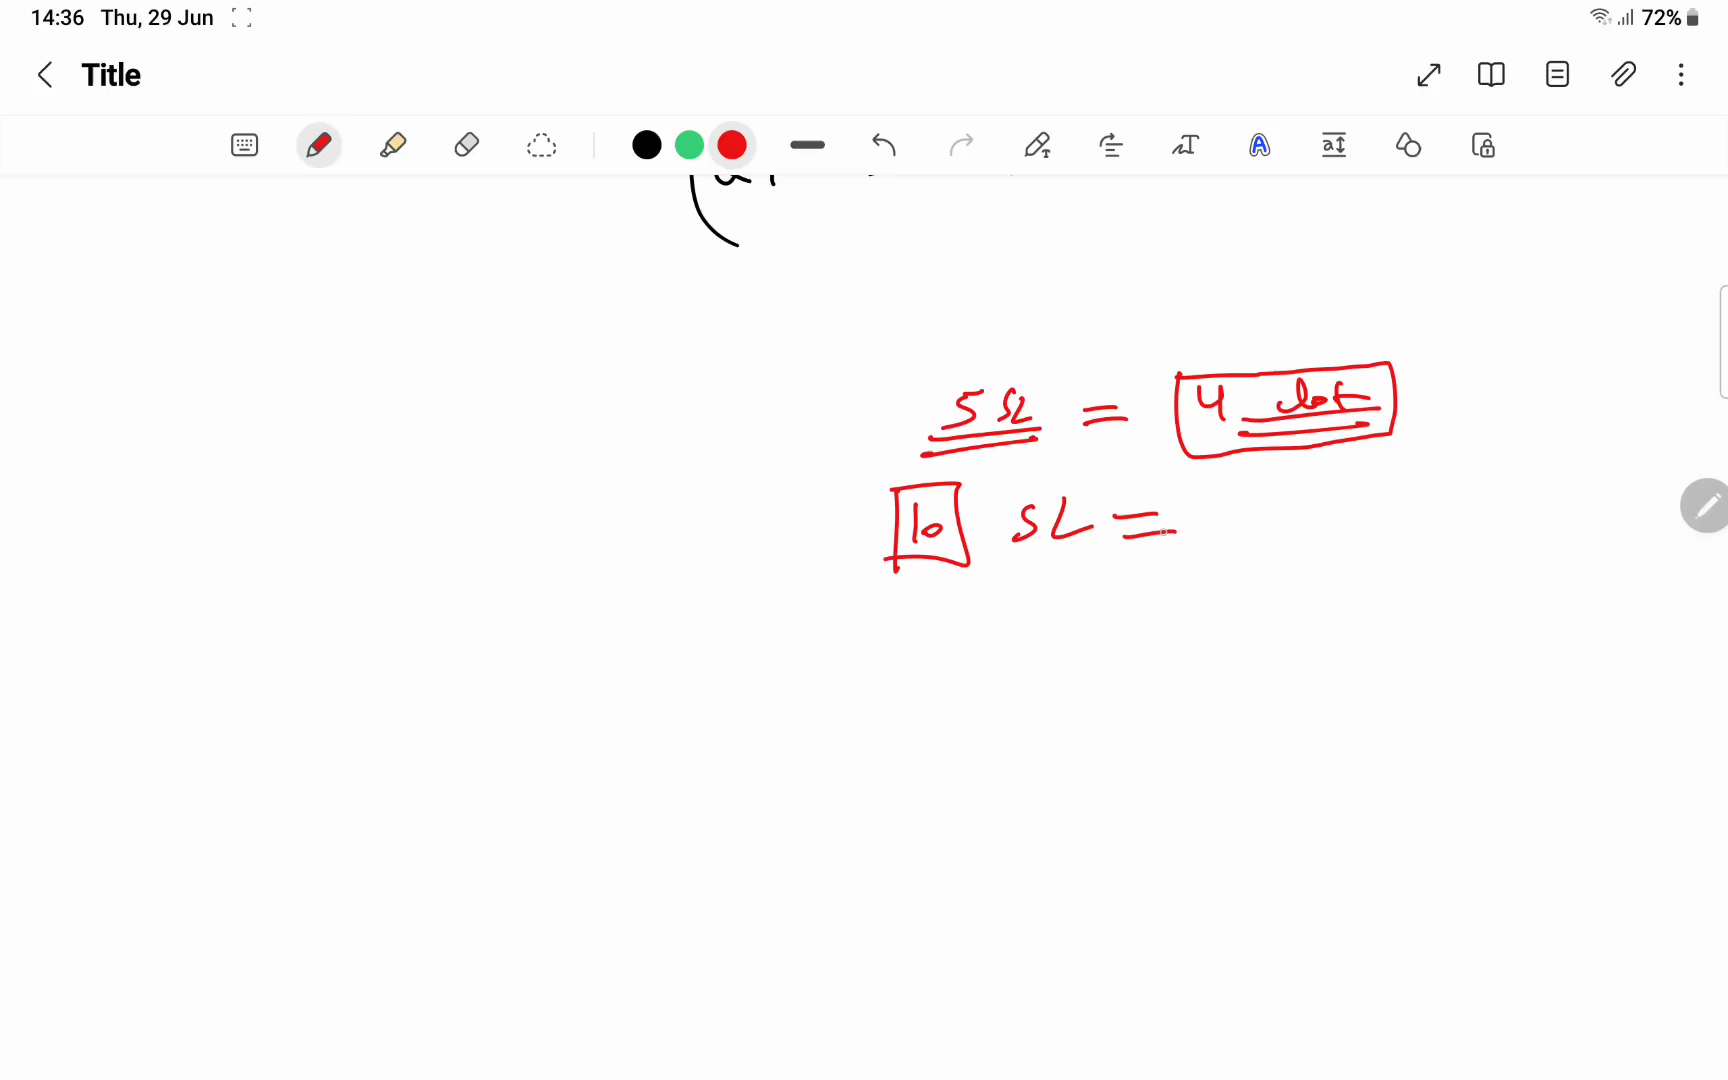 14:36 Thu, 29 Jun 72%
Title
5 SL = 4 lot
10 SL =